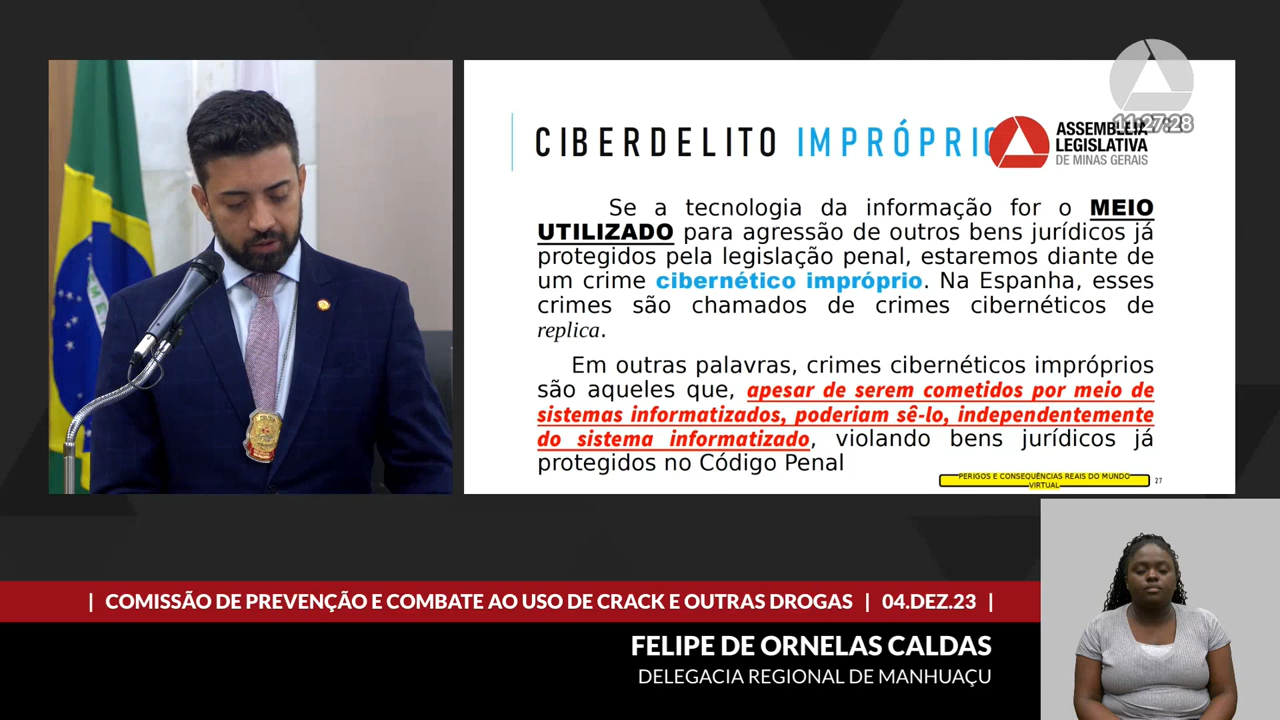 11:27:28
CIBERDELITO IMPRÓPRIO
ASSEMBLEIA
LEGISLATIVA
DE MINAS GERAIS
Se a tecnologia da informação for o MEIO
UTILIZADO para agressão de outros bens jurídicos já
protegidos pela legislação penal, estaremos diante de
um crime cibernético impróprio. Na Espanha, esses
crimes são chamados de crimes cibernéticos de
replica.
Em outras palavras, crimes cibernéticos impróprios
são aqueles que, apesar de serem cometidos por meio de
sistemas informatizados, poderiam sê-lo, independentemente
do sistema informatizado, violando bens jurídicos já
protegidos no Código Penal
PERIGOS E CONSEQUÊNCIAS REAIS DO MUNDO
VIRTUAL
27
| COMISSÃO DE PREVENÇÃO E COMBATE AO USO DE CRACK E OUTRAS DROGAS | 04.DEZ.23 |
FELIPE DE ORNELAS CALDAS
DELEGACIA REGIONAL DE MANHUAÇU